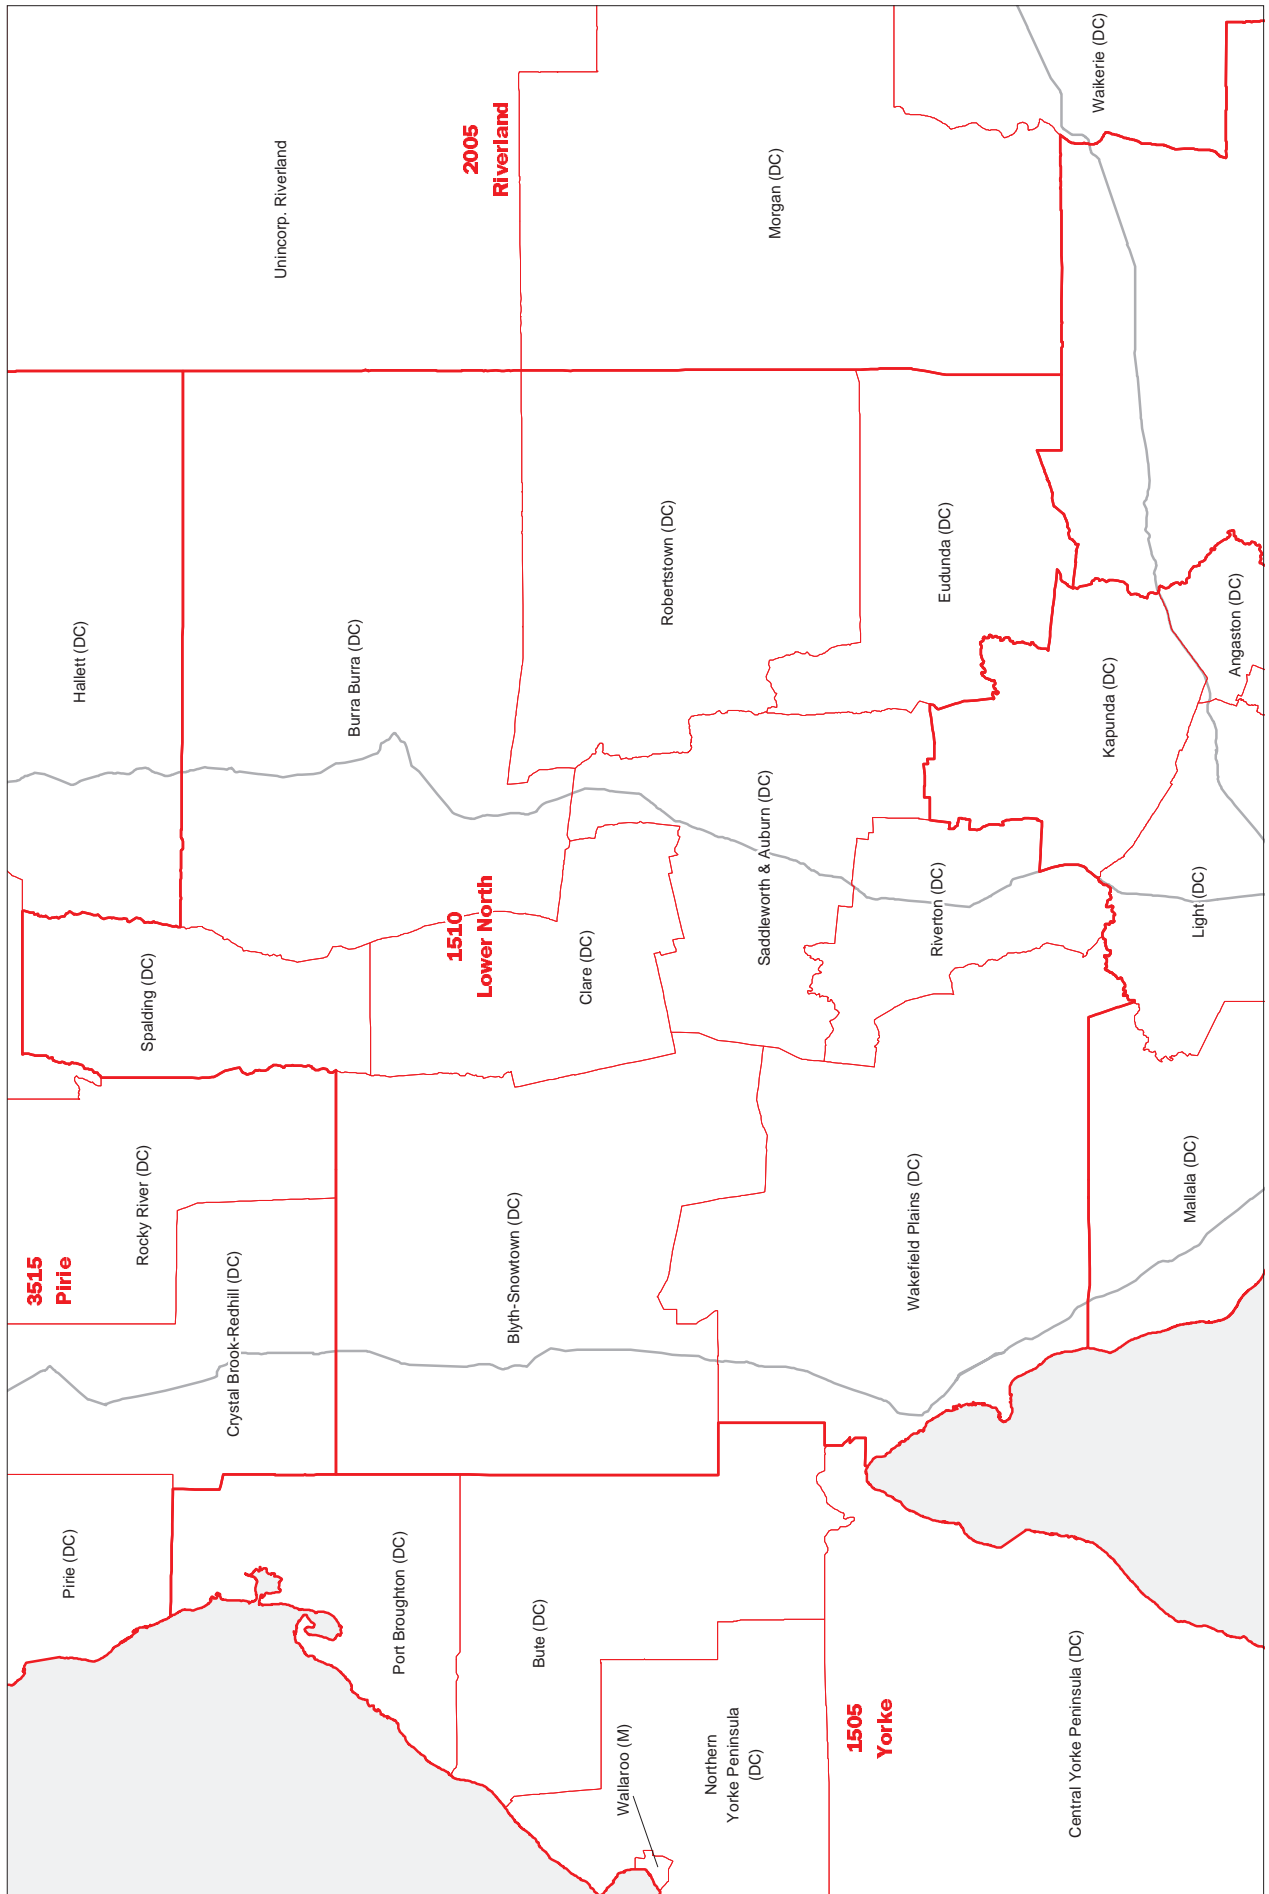 Pirie (DC)
3515
Pirie
Rocky River (DC)
Crystal Brook-Redhill (DC)
Spalding (DC)
Hallett (DC)
Unincorp. Riverland
Burra Burra (DC)
Port Broughton (DC)
Blyth-Snowtown (DC)
1510
Lower North
Clare (DC)
2005
Riverland
Bute (DC)
Wallaroo (M)
Northern
Yorke Peninsula
(DC)
Robertstown (DC)
Morgan (DC)
Saddleworth & Auburn (DC)
1505
Yorke
Wakefield Plains (DC)
Riverton (DC)
Eudunda (DC)
Central Yorke Peninsula (DC)
Kapunda (DC)
Waikerie (DC)
Mallala (DC)
Light (DC)
Angaston (DC)